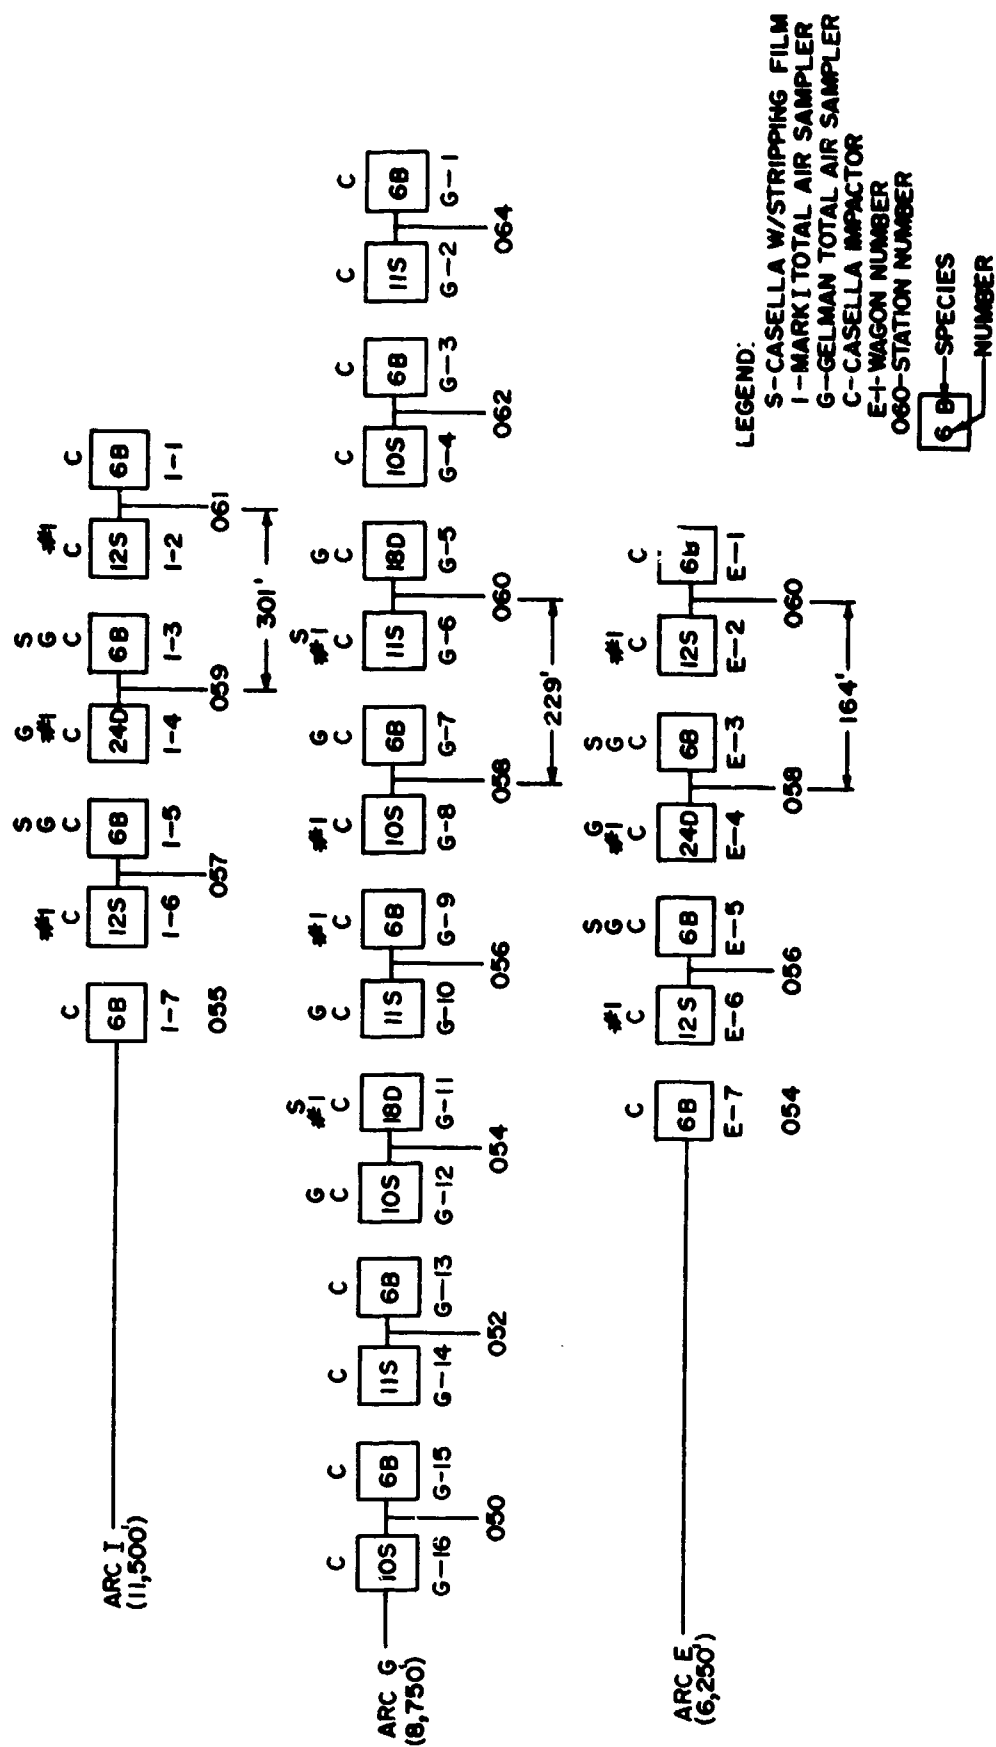 ARC I
(11,500')
C
#1
C
S
G
C
G
#1
C
S
G
C
#1
C
C
6B
12S
6B
24D
6B
12S
6B
I-7
I-6
I-5
I-4
I-3
I-2
I-1
055
057
059
061
301'
ARC G
(8,750')
C
C
C
C
G
C
S
#1
C
G
C
#1
C
#1
C
G
C
S
#1
C
G
C
C
C
C
C
10S
6B
11S
6B
10S
18D
11S
6B
10S
6B
11S
18D
10S
6B
11S
6B
G-16
G-15
G-14
G-13
G-12
G-11
G-10
G-9
G-8
G-7
G-6
G-5
G-4
G-3
G-2
G-1
050
052
054
056
058
060
062
064
229'
ARC E
(6,250')
C
#1
C
S
G
C
G
#1
C
S
G
C
#1
C
C
6B
12S
6B
24D
6B
12S
6B
E-7
E-6
E-5
E-4
E-3
E-2
E-1
054
056
058
060
164'
LEGEND:
S-CASELLA W/STRIPPING FILM
I-MARK I TOTAL AIR SAMPLER
G-GELMAN TOTAL AIR SAMPLER
C-CASELLA IMPACTOR
E-I-WAGON NUMBER
060-STATION NUMBER
6 B SPECIES
NUMBER